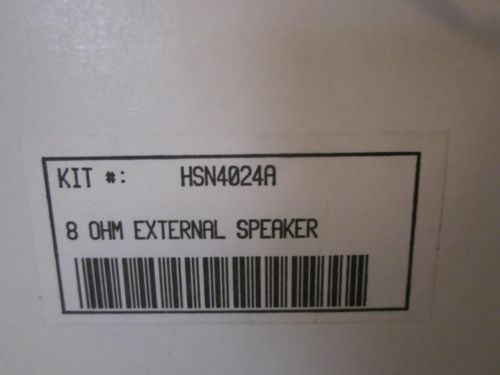 KIT #: HSN4024A
8 OHM EXTERNAL SPEAKER